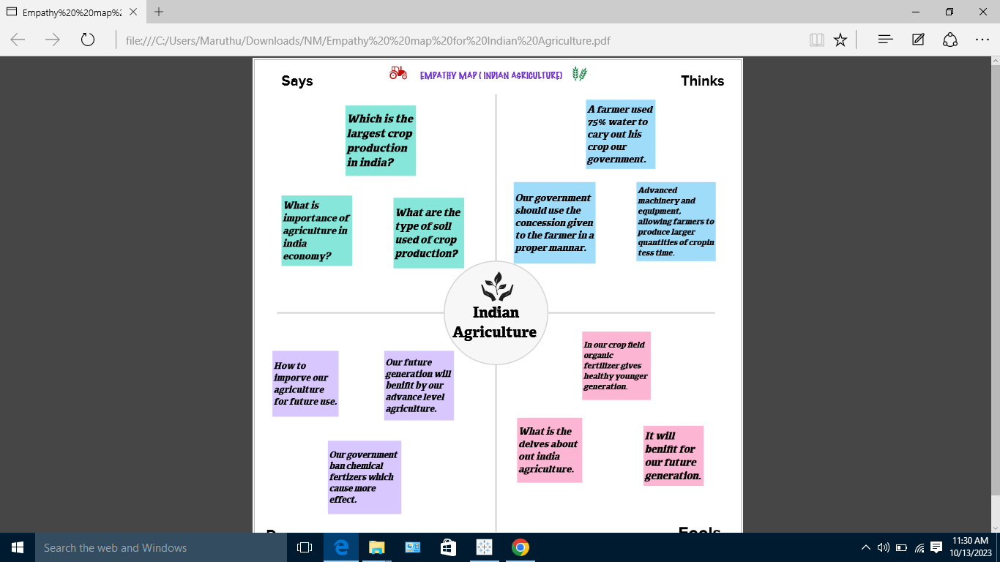 Empathy%20%20map%2
file:///C:/Users/Maruthu/Downloads/NM/Empathy%20%20map%20for%20Indian%20Agriculture.pdf
EMPATHY MAP ( INDIAN AGRICULTURE)
Says
Thinks
Which is the
largest crop
production
in india?
What is
importance of
agriculture in
india
economy?
What are the
type of soil
used of crop
production?
A farmer used
75% water to
cary out his
crop our
government.
Our government
should use the
concession given
to the farmer in a
proper mannar.
Advanced
machinery and
equipment,
allowing farmers to
produce larger
quantities of cropin
tess time.
Indian
Agriculture
How to
imporve our
agriculture
for future use.
Our future
generation will
benifit by our
advance level
agriculture.
Our government
ban chemical
fertizers which
cause more
effect.
In our crop field
organic
fertilizer gives
healthy younger
generation.
What is the
delves about
out india
agriculture.
It will
benifit for
our future
generation.
Feels
Search the web and Windows
11:30 AM
10/13/2023